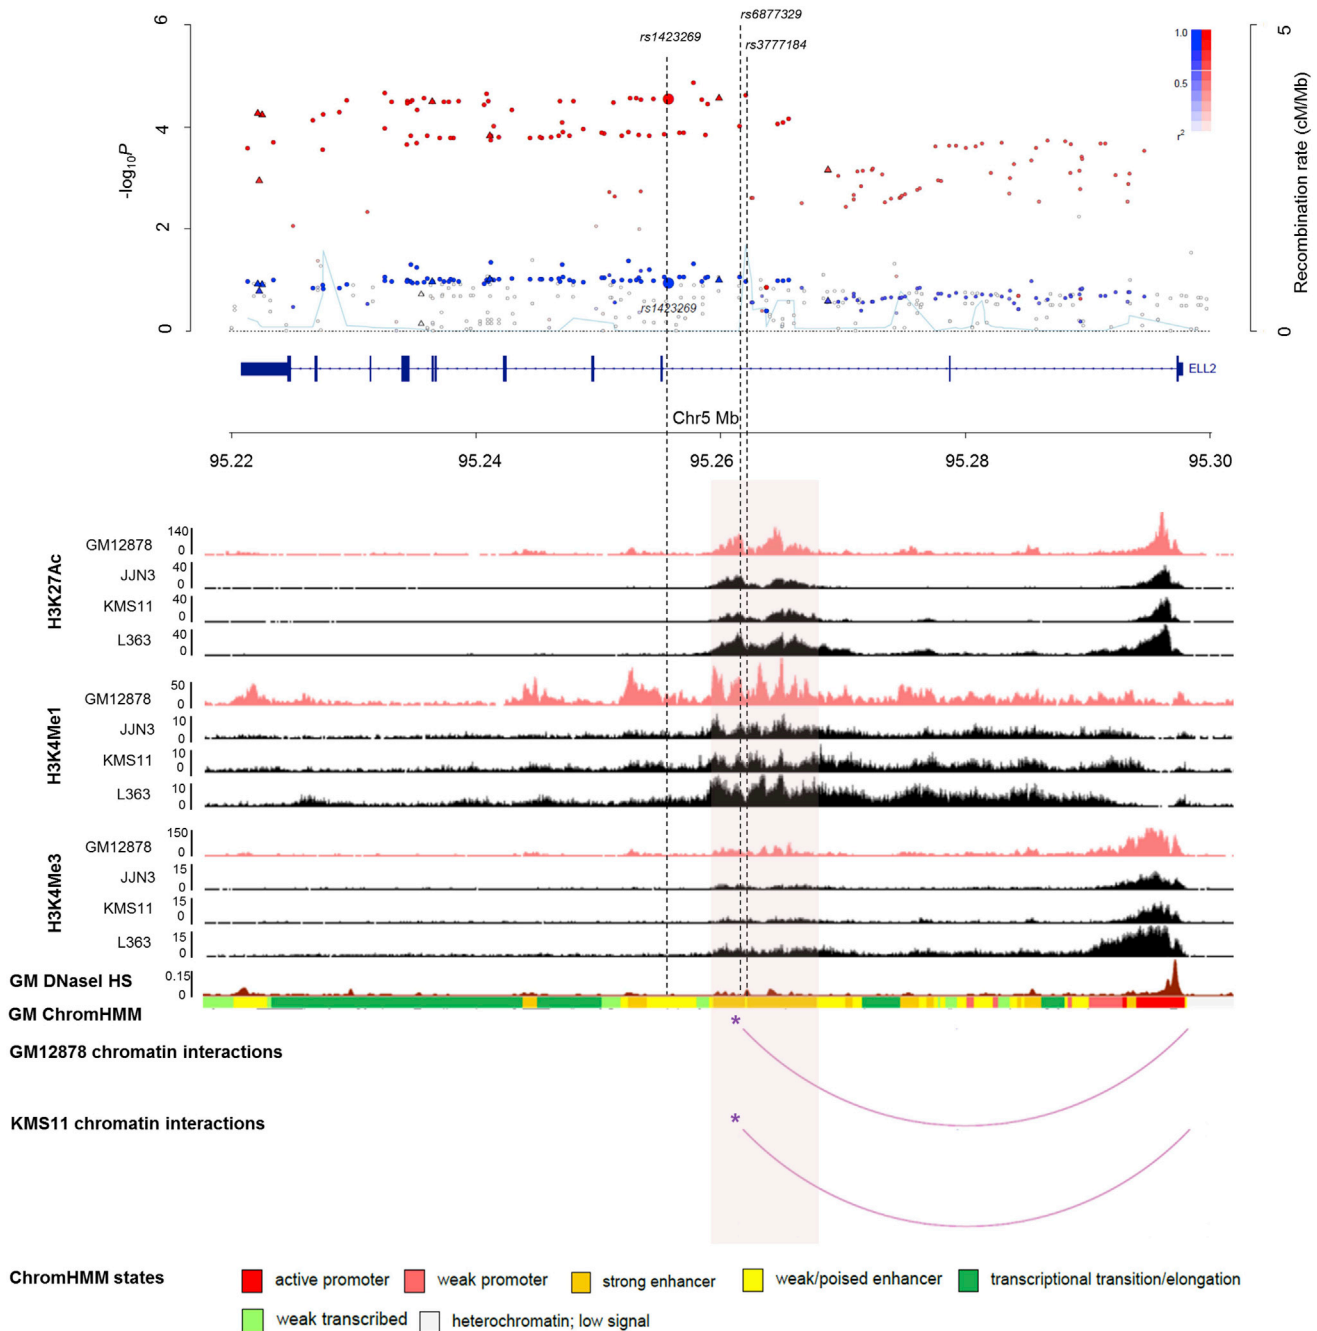 rs6877329
rs1423269
rs3777184
6
4
2
0
-log10P
1.0
0.5
r2
5
0
Recombination rate (cM/Mb)
rs1423269
ELL2
Chr5 Mb
95.22
95.24
95.26
95.28
95.30
H3K27Ac
GM12878
140
0
JJN3
40
0
KMS11
40
0
L363
40
0
H3K4Me1
GM12878
50
0
JJN3
10
0
KMS11
10
0
L363
10
0
H3K4Me3
GM12878
150
0
JJN3
15
0
KMS11
15
0
L363
15
0
GM DNaseI HS
0.15
0
GM ChromHMM
*
GM12878 chromatin interactions
KMS11 chromatin interactions
*
ChromHMM states
active promoter
weak promoter
strong enhancer
weak/poised enhancer
transcriptional transition/elongation
weak transcribed
heterochromatin; low signal